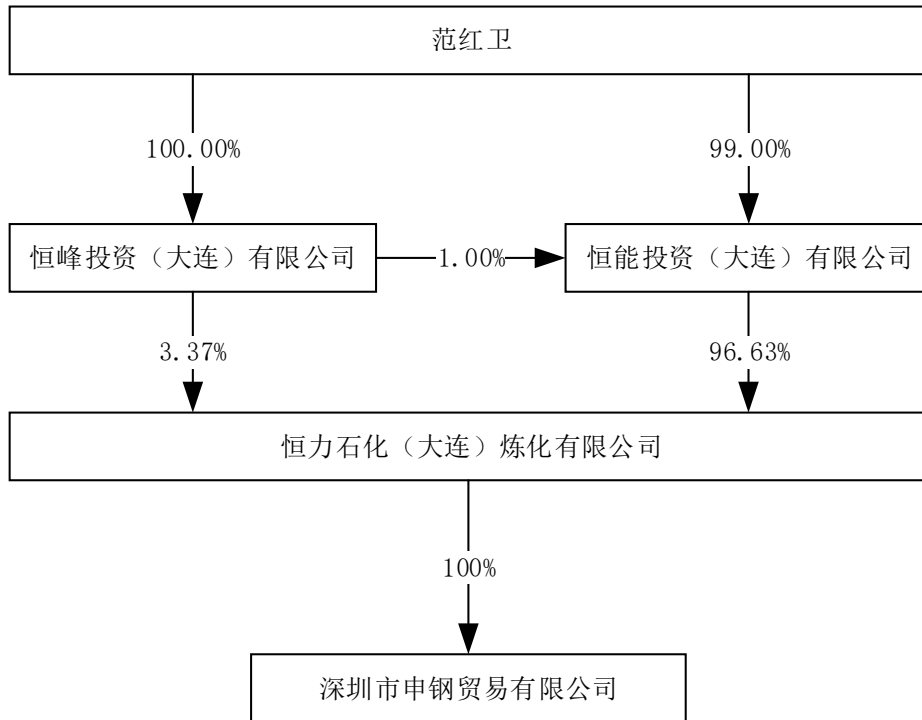 范红卫
100.00%
99.00%
恒峰投资（大连）有限公司
1.00%
恒能投资（大连）有限公司
3.37%
96.63%
恒力石化（大连）炼化有限公司
100%
深圳市申钢贸易有限公司